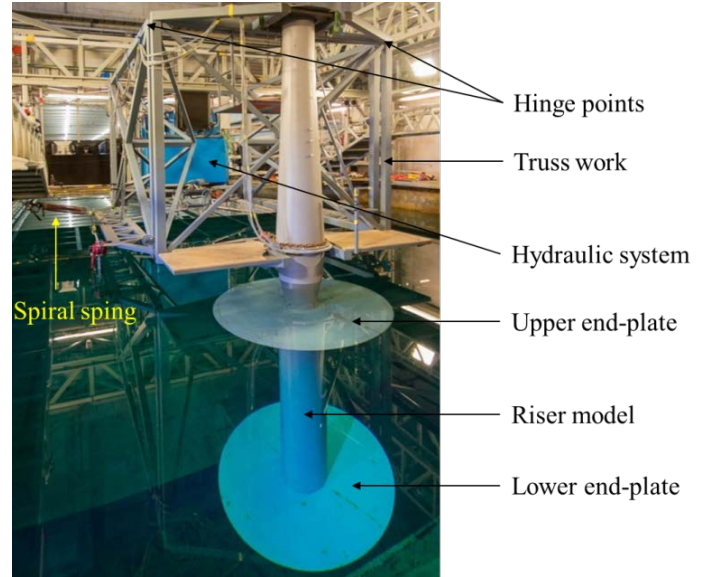 Hinge points
Truss work
Hydraulic system
Spiral sping
Upper end-plate
Riser model
Lower end-plate